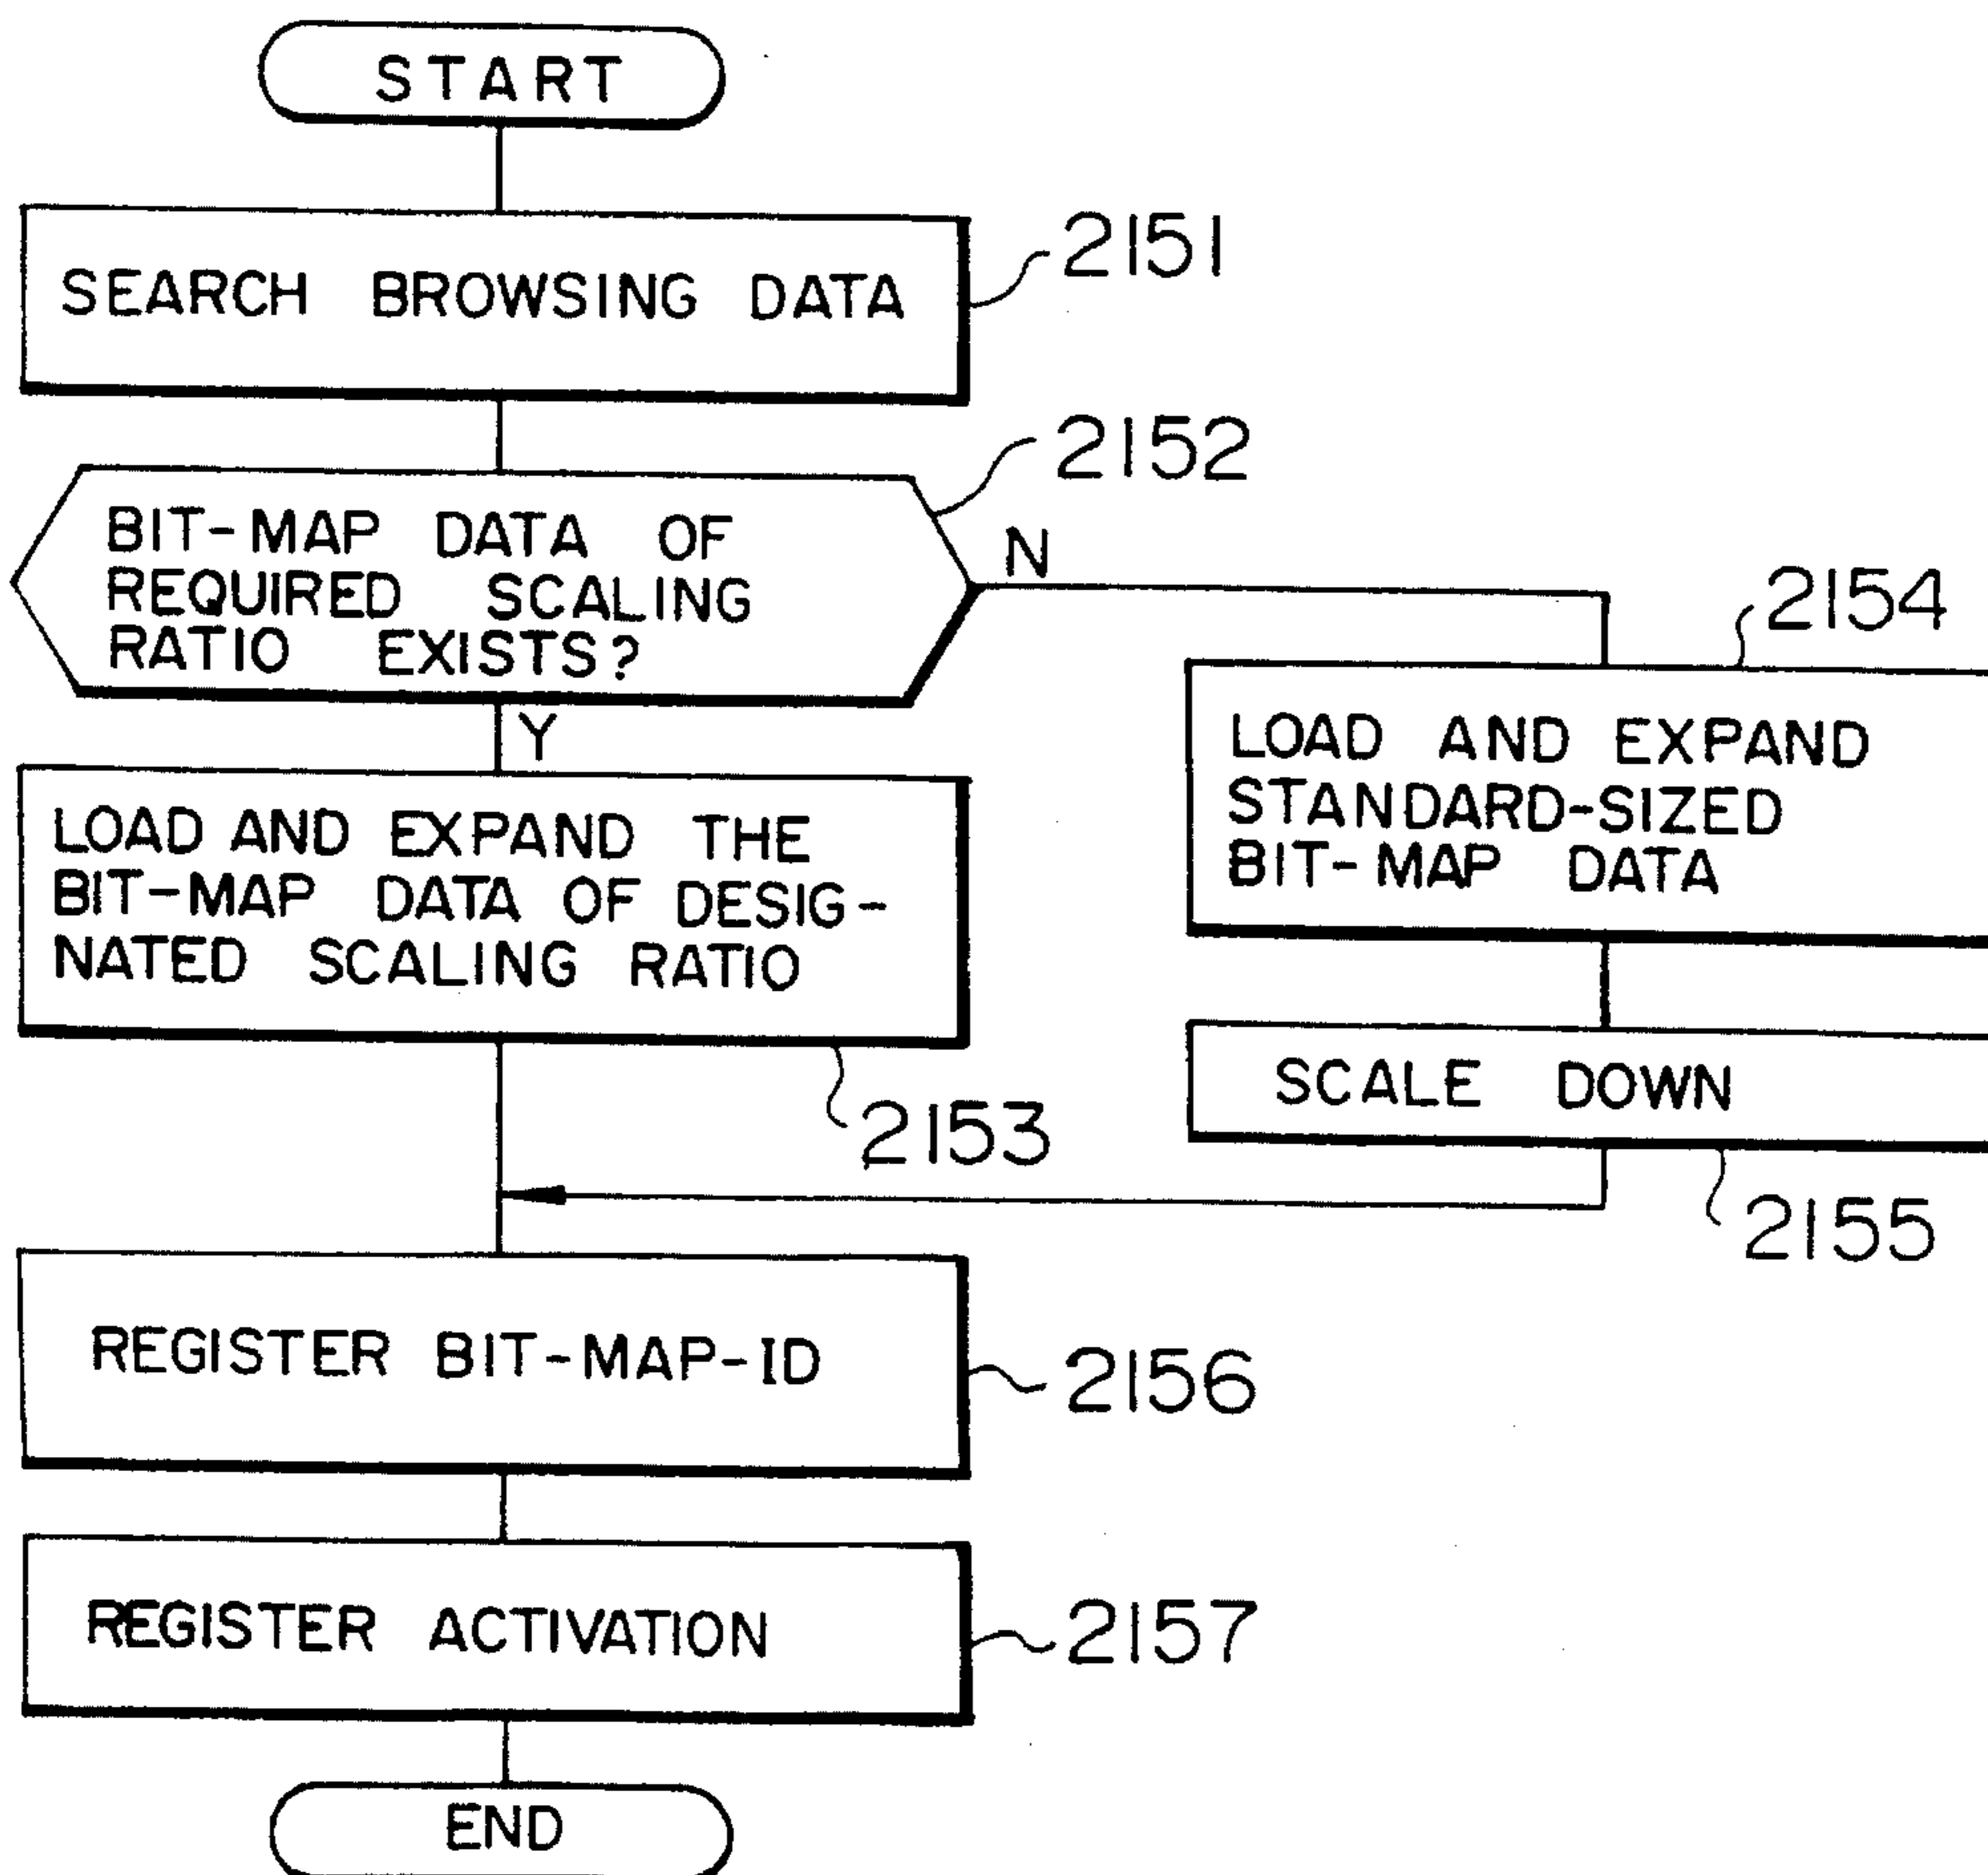 START
SEARCH BROWSING DATA
2151
2152
BIT-MAP DATA OF
REQUIRED SCALING
RATIO EXISTS?
N
Y
2154
LOAD AND EXPAND
STANDARD-SIZED
BIT-MAP DATA
LOAD AND EXPAND THE
BIT-MAP DATA OF DESIG-
NATED SCALING RATIO
2153
SCALE DOWN
2155
REGISTER BIT-MAP-ID
2156
REGISTER ACTIVATION
2157
END